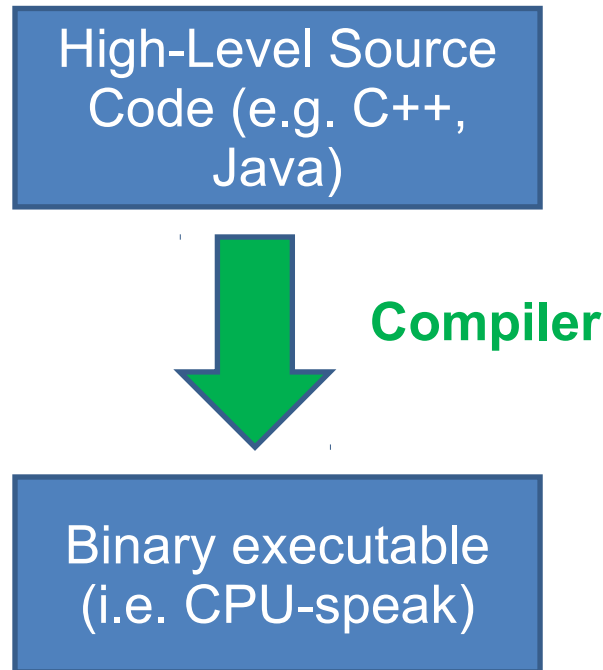 High-Level Source
Code (e.g. C++,
Java)
Compiler
Binary executable
(i.e. CPU-speak)